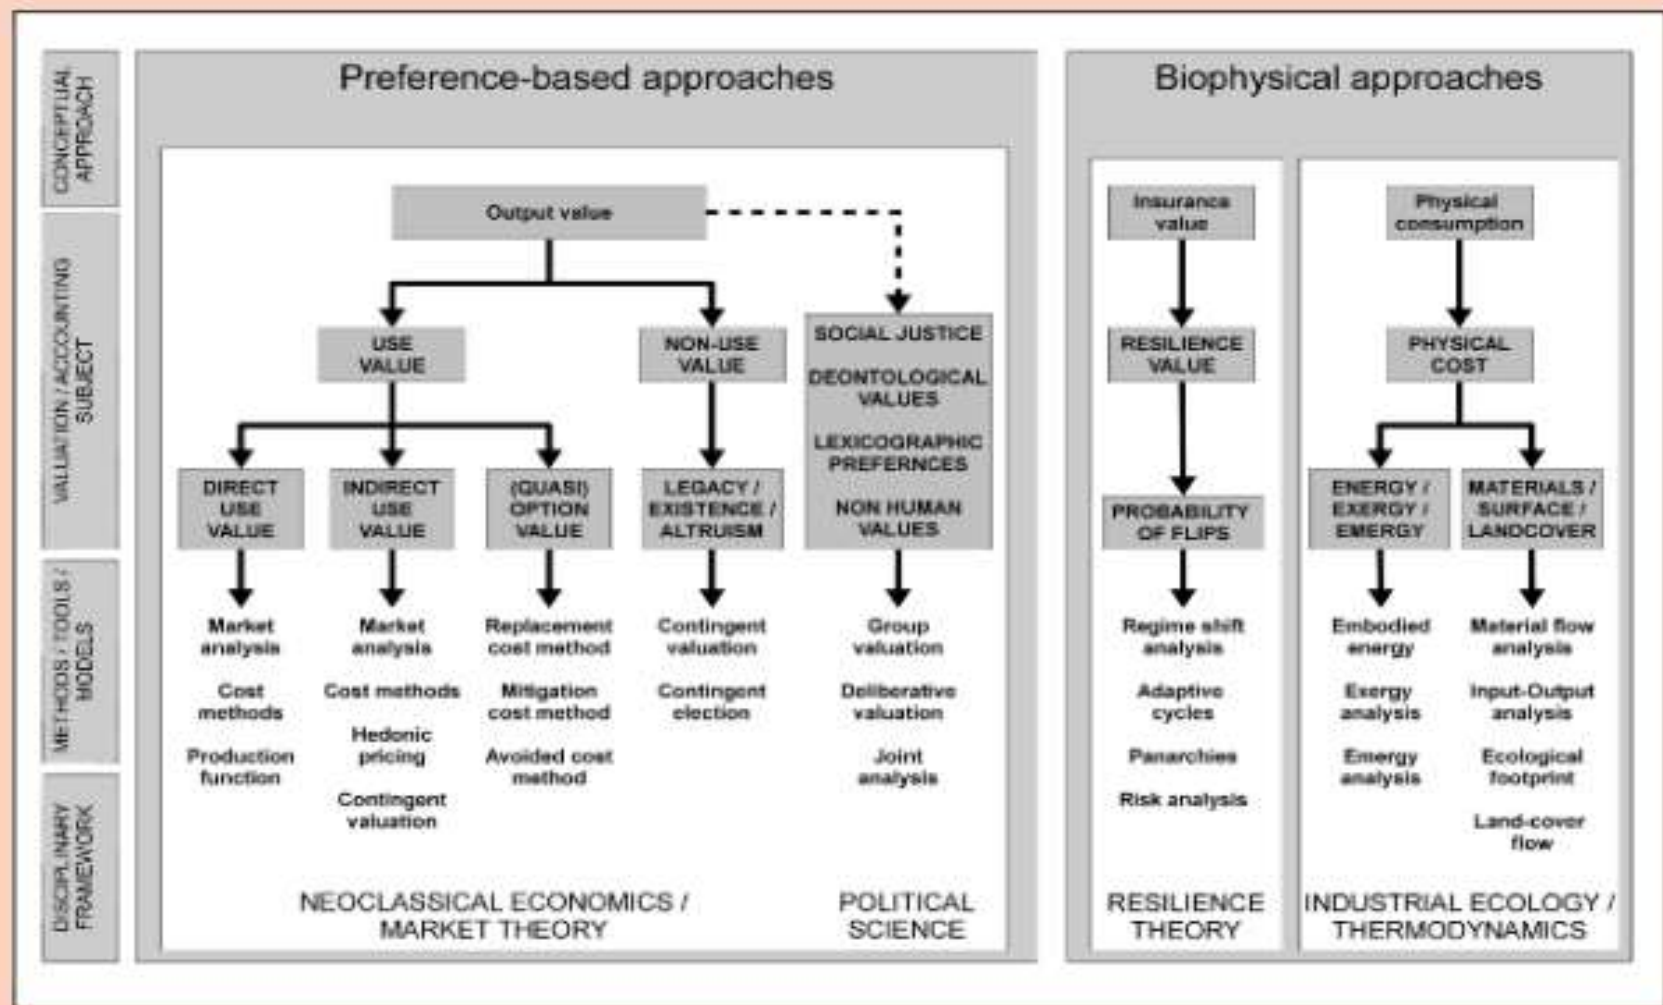 CONCEPTUAL
APPROACH
VALUATION / ACCOUNTING
SUBJECT
METHODS / TOOLS /
MODELS
DISCIPLINARY
FRAMEWORK
Preference-based approaches
Output value
USE
VALUE
NON-USE
VALUE
SOCIAL JUSTICE
DEONTOLOGICAL
VALUES
LEXICOGRAPHIC
PREFERNCES
NON HUMAN
VALUES
DIRECT
USE
VALUE
INDIRECT
USE
VALUE
(QUASI)
OPTION
VALUE
LEGACY /
EXISTENCE /
ALTRUISM
Market
analysis
Cost
methods
Production
function
Market
analysis
Cost methods
Hedonic
pricing
Contingent
valuation
Replacement
cost method
Mitigation
cost method
Avoided cost
method
Contingent
valuation
Contingent
election
Group
valuation
Deliberative
valuation
Joint
analysis
NEOCLASSICAL ECONOMICS /
MARKET THEORY
POLITICAL
SCIENCE
Biophysical approaches
Insurance
value
RESILIENCE
VALUE
PROBABILITY
OF FLIPS
Regime shift
analysis
Adaptive
cycles
Panarchies
Risk analysis
RESILIENCE
THEORY
Physical
consumption
PHYSICAL
COST
ENERGY /
EXERGY /
EMERGY
MATERIALS /
SURFACE /
LANDCOVER
Embodied
energy
Exergy
analysis
Emergy
analysis
Material flow
analysis
Input-Output
analysis
Ecological
footprint
Land-cover
flow
INDUSTRIAL ECOLOGY /
THERMODYNAMICS